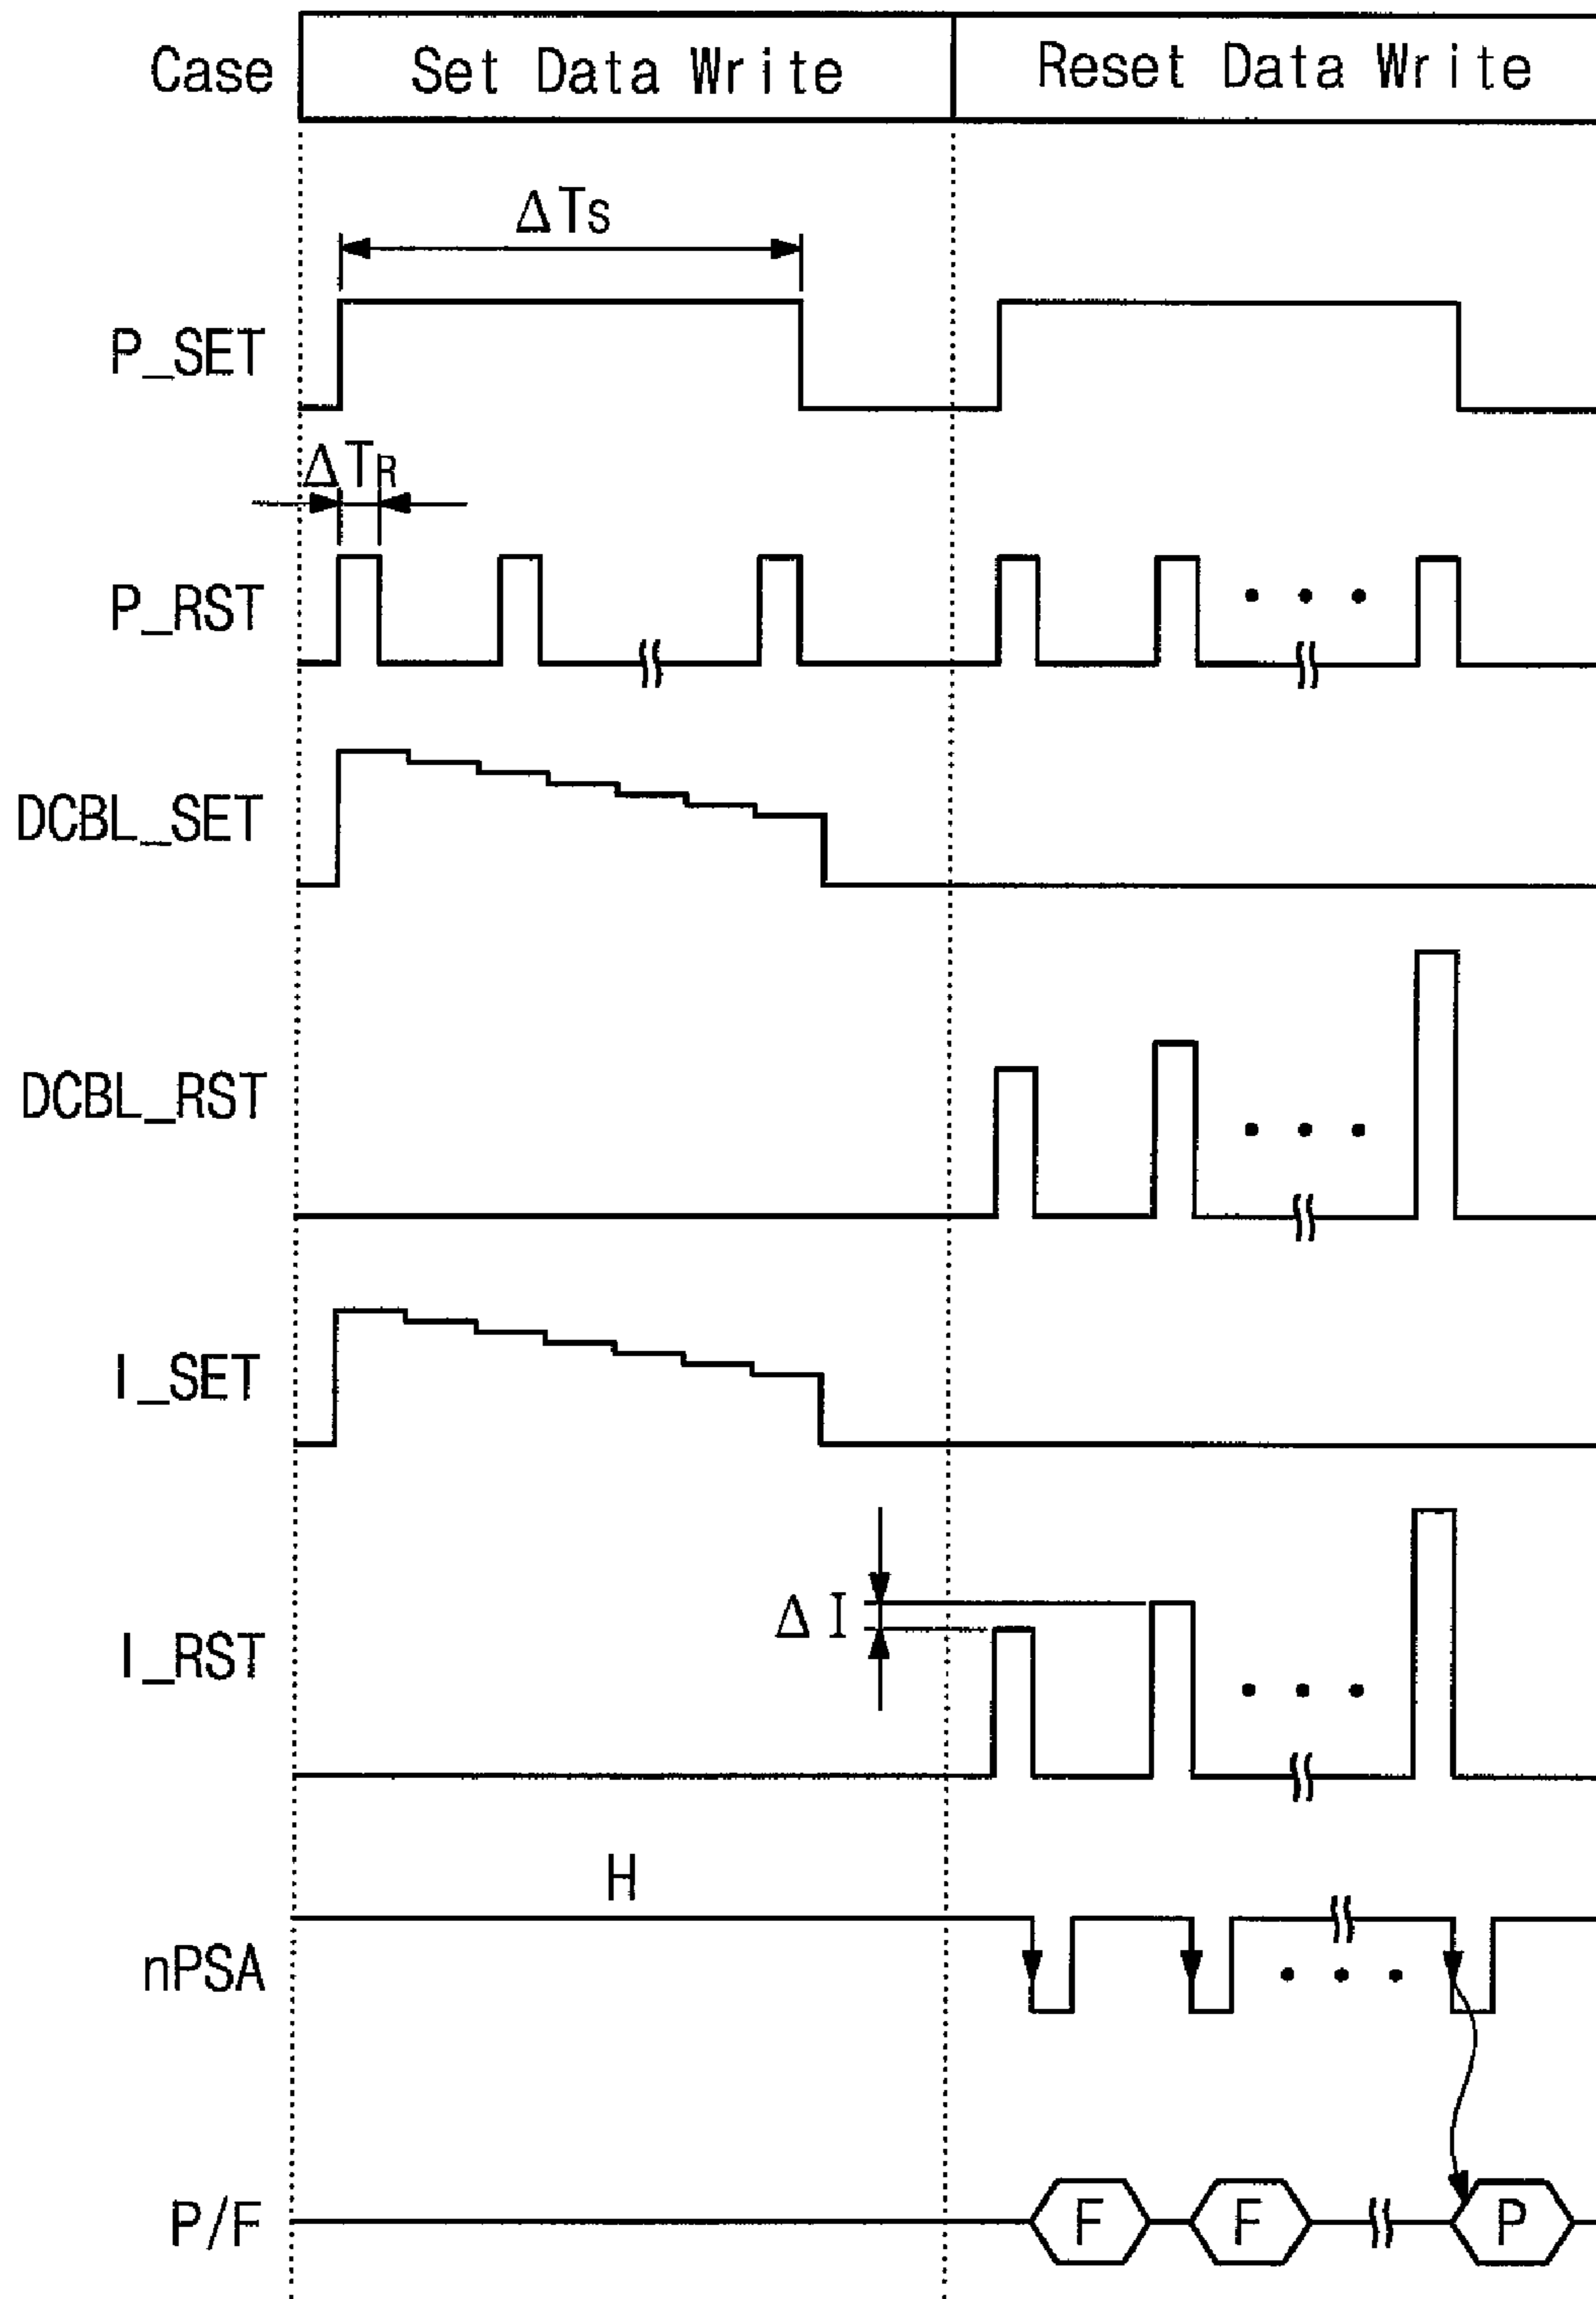 Case Set Data Write Reset Data Write
ΔTs
P_SET
ΔTR
P_RST
DCBL_SET
DCBL_RST
I_SET
ΔI
I_RST
H
nPSA
P/F F F P